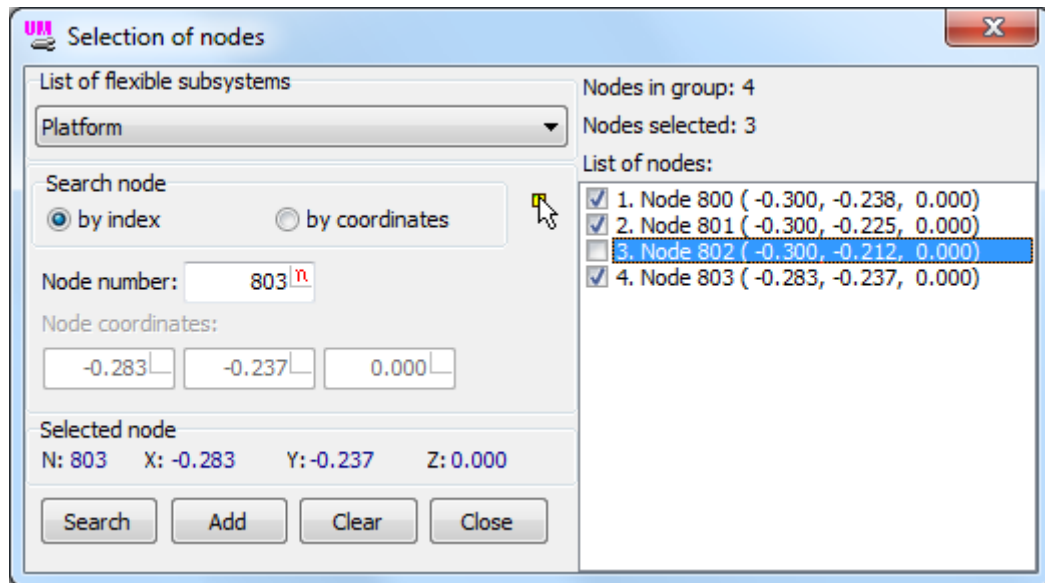 UM Selection of nodes
x
List of flexible subsystems
Platform
Search node
by index by coordinates
Node number: 803 n
Node coordinates:
-0.283 -0.237 0.000
Selected node
N: 803 X: -0.283 Y:-0.237 Z: 0.000
Search Add Clear Close
Nodes in group: 4
Nodes selected: 3
List of nodes:
1. Node 800 ( -0.300, -0.238, 0.000)
2. Node 801 ( -0.300, -0.225, 0.000)
3. Node 802 ( -0.300, -0.212, 0.000)
4. Node 803 ( -0.283, -0.237, 0.000)